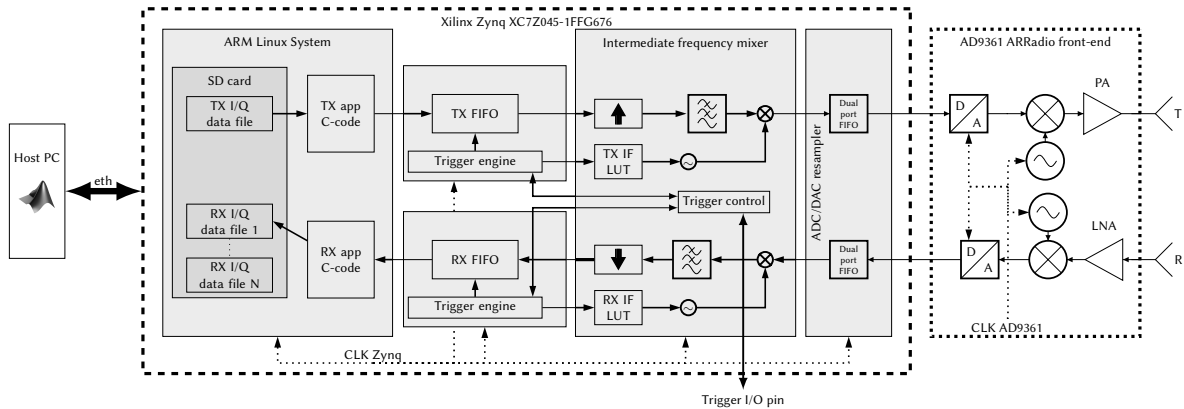 Xilinx Zynq XC7Z045-1FFG676
ARM Linux System
Intermediate frequency mixer
AD9361 ARRadio front-end
SD card
TX I/Q
data file
TX app
C-code
TX FIFO
Trigger engine
TX IF
LUT
Dual
port
FIFO
D
A
PA
T
Host PC
eth
Trigger control
ADC/DAC resampler
RX I/Q
data file 1
RX I/Q
data file N
RX app
C-code
RX FIFO
Trigger engine
RX IF
LUT
Dual
port
FIFO
D
A
LNA
R
CLK Zynq
CLK AD9361
Trigger I/O pin